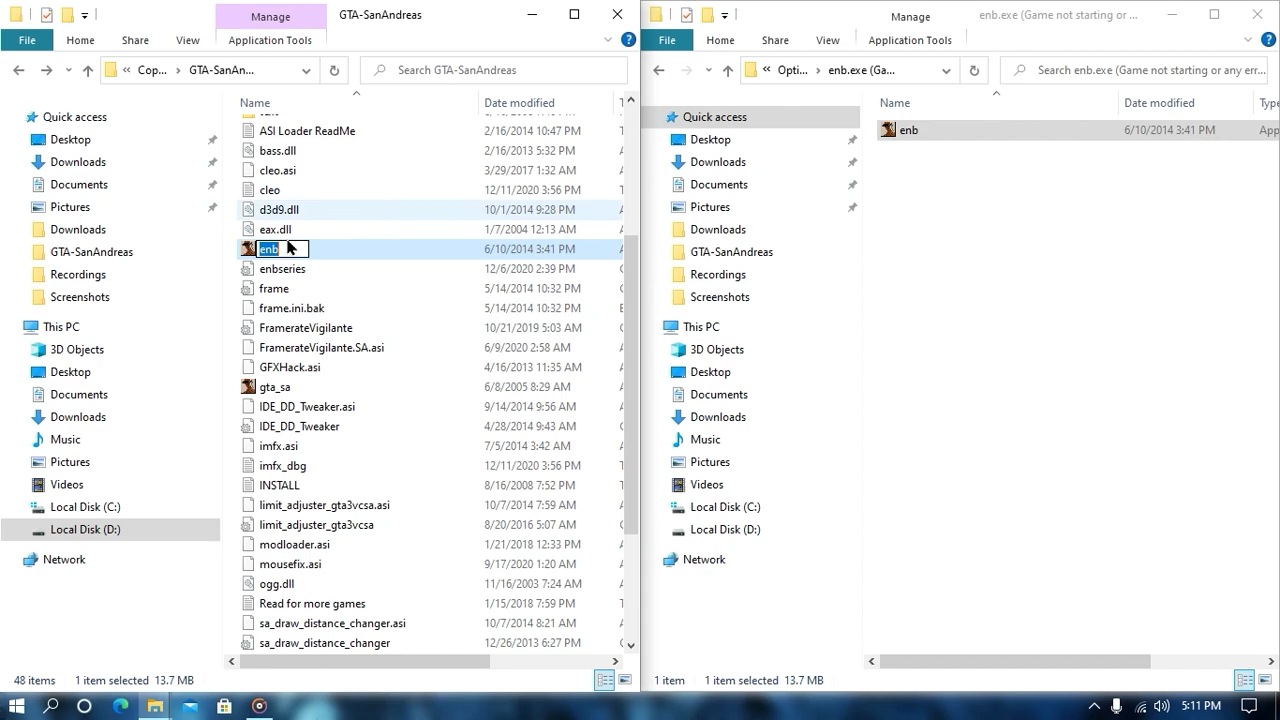 Manage
GTA-SanAndreas
File
Home
Share
View
Application Tools
Cop...
GTA-SanAn...
Search GTA-SanAndreas
Name
Date modified
Quick access
Desktop
Downloads
Documents
Pictures
Downloads
GTA-SanAndreas
Recordings
Screenshots
This PC
3D Objects
Desktop
Documents
Downloads
Music
Pictures
Videos
Local Disk (C:)
Local Disk (D:)
Network
ASI Loader ReadMe 2/16/2014 10:47 PM
bass.dll 2/16/2013 5:32 PM
cleo.asi 3/29/2017 1:32 AM
cleo 12/11/2020 3:56 PM
d3d9.dll 10/1/2014 9:28 PM
eax.dll 1/7/2004 12:13 AM
enb 6/10/2014 3:41 PM
enbseries 12/6/2020 2:39 PM
frame 5/14/2014 10:32 PM
frame.ini.bak 5/14/2014 10:32 PM
FramerateVigilante 10/21/2019 5:03 AM
FramerateVigilante.SA.asi 6/9/2020 2:58 AM
GFXHack.asi 4/16/2013 11:35 AM
gta_sa 6/8/2005 8:29 AM
IDE_DD_Tweaker.asi 9/14/2014 9:56 AM
IDE_DD_Tweaker 4/28/2014 9:43 AM
imfx.asi 7/5/2014 3:42 AM
imfx_dbg 12/11/2020 3:56 PM
INSTALL 8/16/2008 7:52 PM
limit_adjuster_gta3vcsa.asi 10/7/2014 7:59 AM
limit_adjuster_gta3vcsa 8/20/2016 5:07 AM
modloader.asi 1/21/2018 12:33 PM
mousefix.asi 9/17/2020 1:20 AM
ogg.dll 11/16/2003 7:24 AM
Read for more games 1/15/2018 7:59 PM
sa_draw_distance_changer.asi 10/7/2014 8:21 AM
sa_draw_distance_changer 12/26/2013 6:27 PM
48 items 1 item selected 13.7 MB
Manage
enb.exe (Game not starting or ...
File
Home
Share
View
Application Tools
Opti...
enb.exe (Ga...
Search enb.exe (Game not starting or any err...
Name
Date modified
Type
Quick access
Desktop
Downloads
Documents
Pictures
Downloads
GTA-SanAndreas
Recordings
Screenshots
This PC
3D Objects
Desktop
Documents
Downloads
Music
Pictures
Videos
Local Disk (C:)
Local Disk (D:)
Network
enb 6/10/2014 3:41 PM App
1 item 1 item selected 13.7 MB
5:11 PM